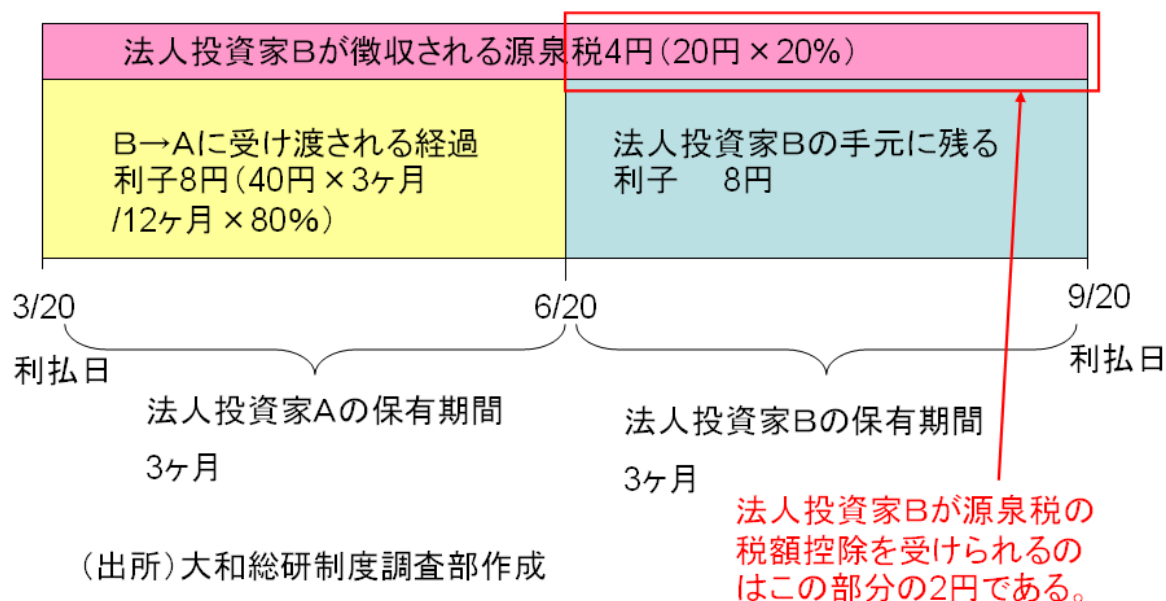 法人投資家Bが徴収される源泉税4円(20円×20%)
B→Aに受け渡される経過
利子8円(40円×3ヶ月
/12ヶ月×80%)
法人投資家Bの手元に残る
利子 8円
3/20
6/20
9/20
利払日
利払日
法人投資家Aの保有期間
3ヶ月
法人投資家Bの保有期間
3ヶ月
法人投資家Bが源泉税の
税額控除を受けられるの
はこの部分の2円である。
(出所)大和総研制度調査部作成